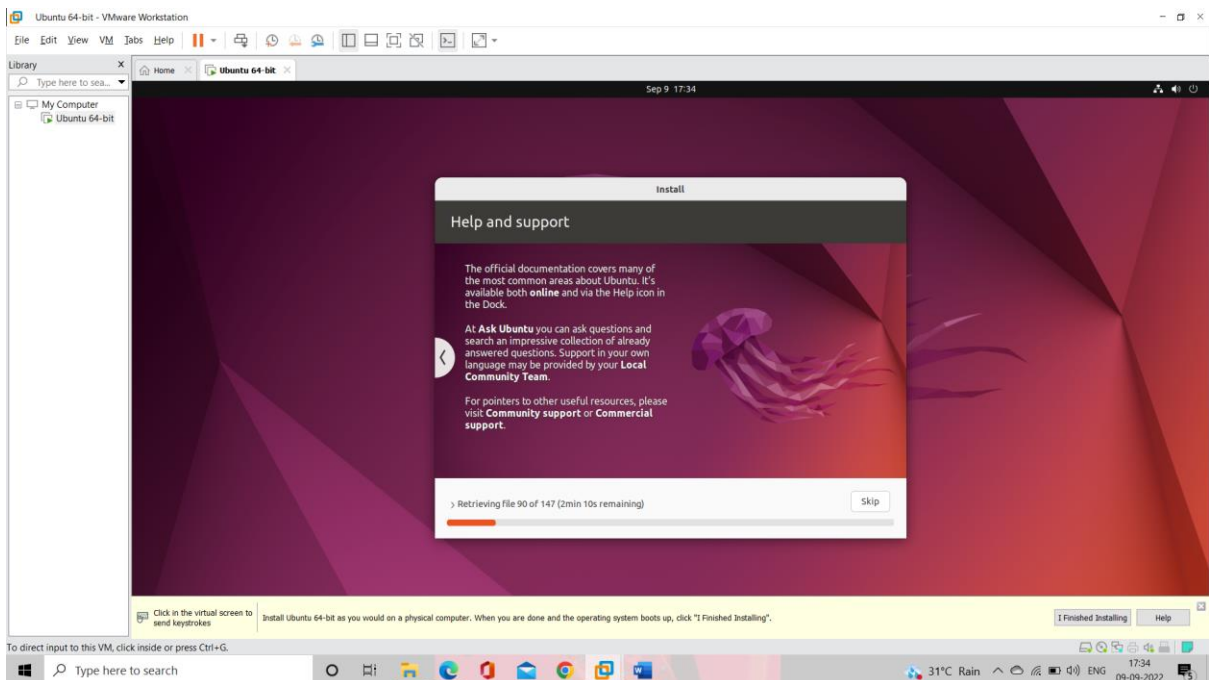 Ubuntu 64-bit - VMware Workstation
File Edit View VM Tabs Help
Library X
Home
Ubuntu 64-bit
Type here to sea...
My Computer
Ubuntu 64-bit
Sep 9 17:34
Install
Help and support
The official documentation covers many of
the most common areas about Ubuntu. It's
available both online and via the Help icon in
the Dock.
At Ask Ubuntu you can ask questions and
search an impressive collection of already
answered questions. Support in your own
language may be provided by your Local
Community Team.
For pointers to other useful resources, please
visit Community support or Commercial
support.
Retrieving file 90 of 147 (2min 10s remaining)
Skip
Click in the virtual screen to
send keystrokes
Install Ubuntu 64-bit as you would on a physical computer. When you are done and the operating system boots up, click "I Finished Installing".
I Finished Installing
Help
To direct input to this VM, click inside or press Ctrl+G.
Type here to search
31°C Rain
ENG
17:34
09-09-2022
5